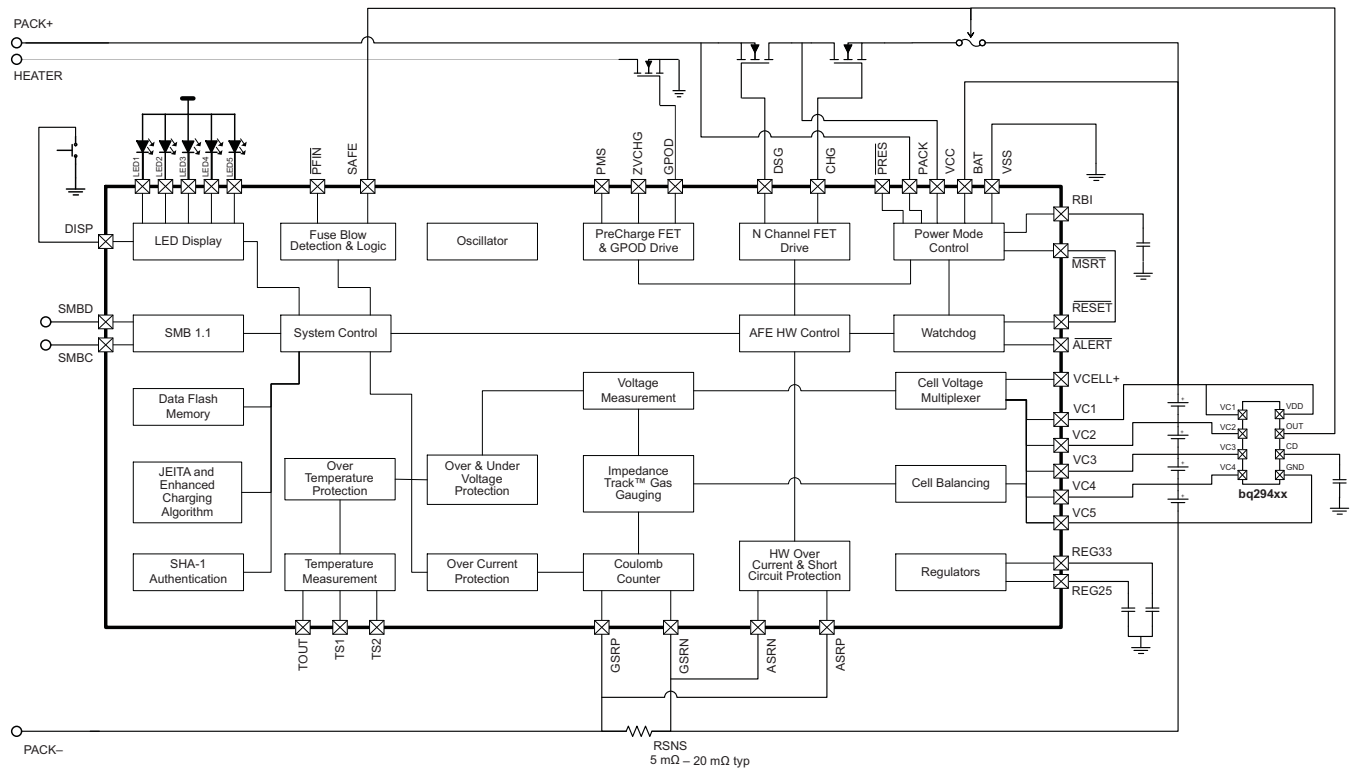 PACK+
HEATER
LED1
LED2
LED3
LED4
LED5
PFIN
SAFE
PMS
ZVCHG
GPOD
DSG
CHG
PRES
PACK
VCC
BAT
VSS
DISP
LED Display
Fuse Blow
Detection & Logic
Oscillator
PreCharge FET
& GPOD Drive
N Channel FET
Drive
Power Mode
Control
RBI
MSRT
SMBD
SMBC
SMB 1.1
System Control
AFE HW Control
Watchdog
RESET
ALERT
Data Flash
Memory
Voltage
Measurement
Cell Voltage
Multiplexer
VCELL+
VC1
VC2
VC3
VC4
VC5
VC1
VC2
VC3
VC4
VDD
OUT
CD
GND
bq294xx
JEITA and
Enhanced
Charging
Algorithm
Over
Temperature
Protection
Over & Under
Voltage
Protection
Impedance
Track™ Gas
Gauging
Cell Balancing
SHA-1
Authentication
Temperature
Measurement
Over Current
Protection
Coulomb
Counter
HW Over
Current & Short
Circuit Protection
Regulators
REG33
REG25
TOUT
TS1
TS2
GSRP
GSRN
ASRN
ASRP
PACK–
RSNS
5 mΩ – 20 mΩ typ